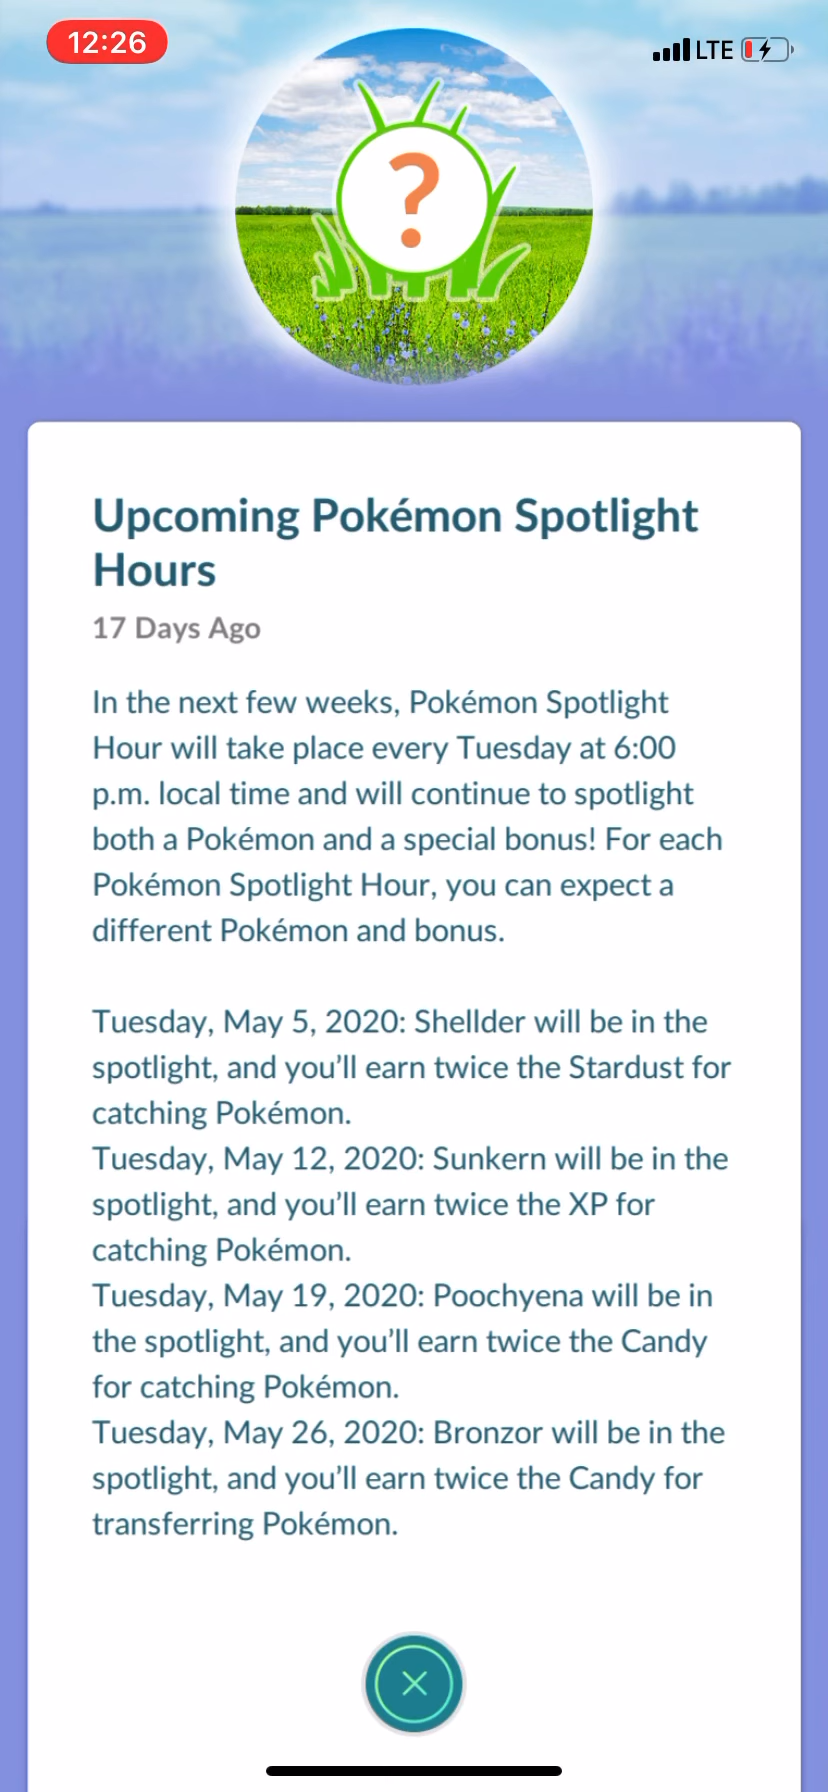 12:26
LTE
?
Upcoming Pokémon Spotlight
Hours
17 Days Ago
In the next few weeks, Pokémon Spotlight
Hour will take place every Tuesday at 6:00
p.m. local time and will continue to spotlight
both a Pokémon and a special bonus! For each
Pokémon Spotlight Hour, you can expect a
different Pokémon and bonus.
Tuesday, May 5, 2020: Shellder will be in the
spotlight, and you’ll earn twice the Stardust for
catching Pokémon.
Tuesday, May 12, 2020: Sunkern will be in the
spotlight, and you’ll earn twice the XP for
catching Pokémon.
Tuesday, May 19, 2020: Poochyena will be in
the spotlight, and you’ll earn twice the Candy
for catching Pokémon.
Tuesday, May 26, 2020: Bronzor will be in the
spotlight, and you’ll earn twice the Candy for
transferring Pokémon.